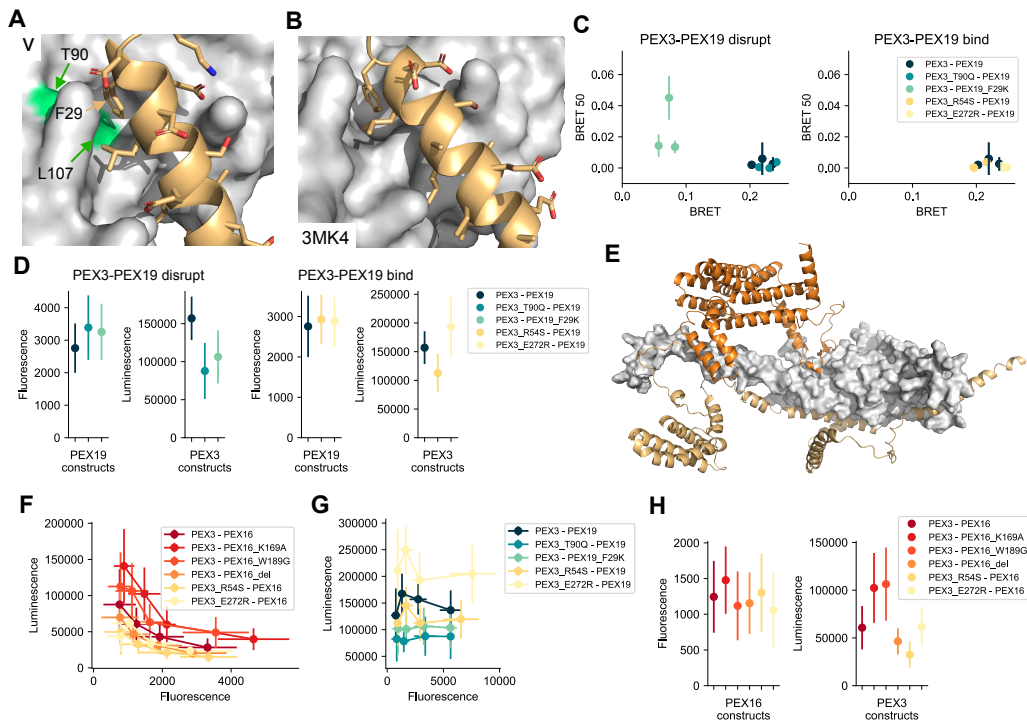 A
V
T90
F29
L107
B
3MK4
C
PEX3-PEX19 disrupt
BRET 50
0.06
0.04
0.02
0.00
0.0
0.1
0.2
BRET
PEX3-PEX19 bind
BRET 50
0.06
0.04
0.02
0.00
0.0
0.1
0.2
BRET
PEX3 - PEX19
PEX3_T90Q - PEX19
PEX3 - PEX19_F29K
PEX3_R54S - PEX19
PEX3_E272R - PEX19
D
PEX3-PEX19 disrupt
Fluorescence
4000
3000
2000
1000
0
PEX19
constructs
Luminescence
150000
100000
50000
0
PEX3
constructs
PEX3-PEX19 bind
Fluorescence
3000
2000
1000
0
PEX19
constructs
Luminescence
200000
150000
100000
50000
0
PEX3
constructs
PEX3 - PEX19
PEX3_T90Q - PEX19
PEX3 - PEX19_F29K
PEX3_R54S - PEX19
PEX3_E272R - PEX19
E
F
Luminescence
200000
150000
100000
50000
0
0
2000
4000
Fluorescence
PEX3 - PEX16
PEX3 - PEX16_K169A
PEX3 - PEX16_W189G
PEX3 - PEX16_del
PEX3_R54S - PEX16
PEX3_E272R - PEX16
G
Luminescence
300000
250000
200000
150000
100000
50000
0
5000
10000
Fluorescence
PEX3 - PEX19
PEX3_T90Q - PEX19
PEX3 - PEX19_F29K
PEX3_R54S - PEX19
PEX3_E272R - PEX19
H
Fluorescence
2000
1500
1000
500
0
PEX16
constructs
Luminescence
150000
100000
50000
0
PEX3
constructs
PEX3 - PEX16
PEX3 - PEX16_K169A
PEX3 - PEX16_W189G
PEX3 - PEX16_del
PEX3_R54S - PEX16
PEX3_E272R - PEX16